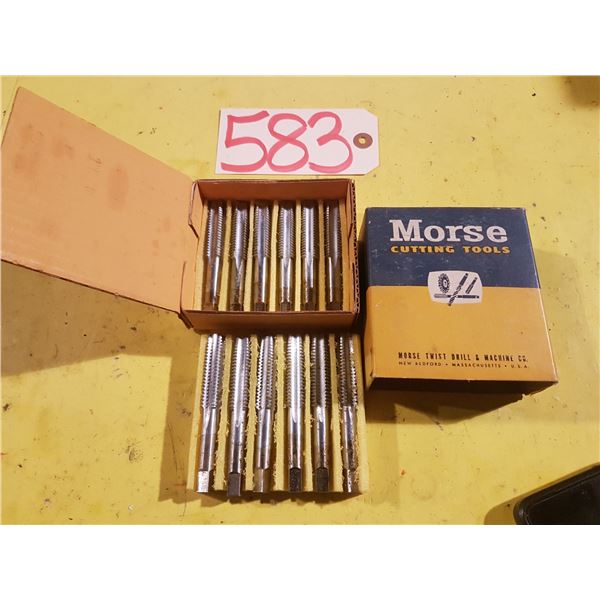 583
Morse
CUTTING TOOLS
MORSE TWIST DRILL & MACHINE CO.
NEW BEDFORD • MASSACHUSETTS • U.S.A.